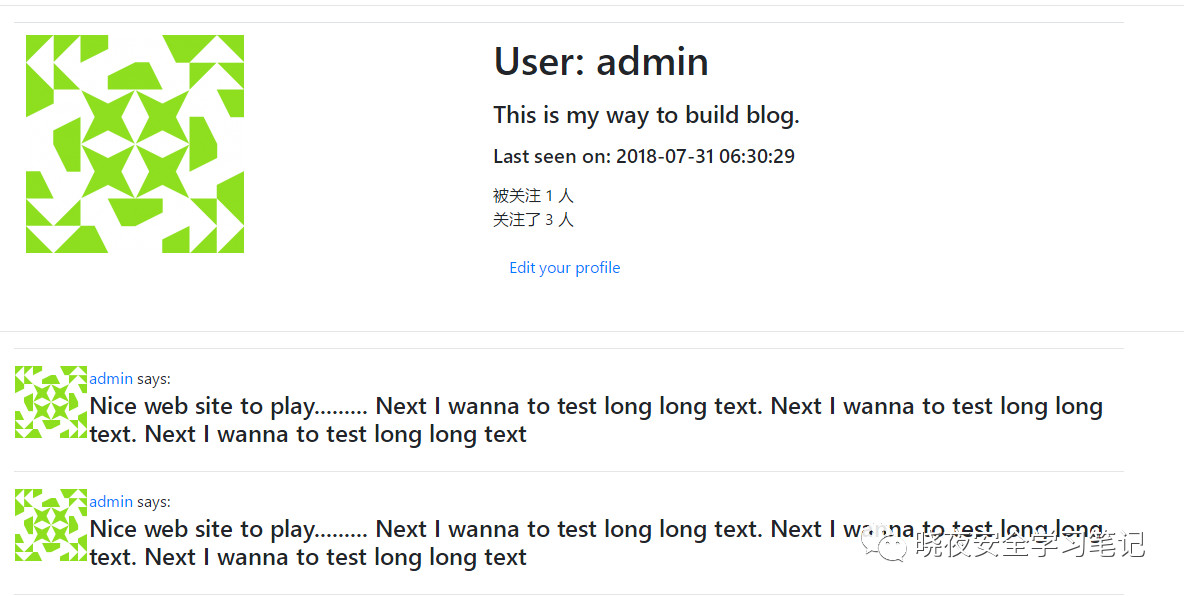 User: admin
This is my way to build blog.
Last seen on: 2018-07-31 06:30:29
被关注 1 人
关注了 3 人
Edit your profile
admin says:
Nice web site to play......... Next I wanna to test long long text. Next I wanna to test long long
text. Next I wanna to test long long text
admin says:
Nice web site to play......... Next I wanna to test long long text. Next I wanna to test long long
text. Next I wanna to test long long text
晓夜安全学习笔记